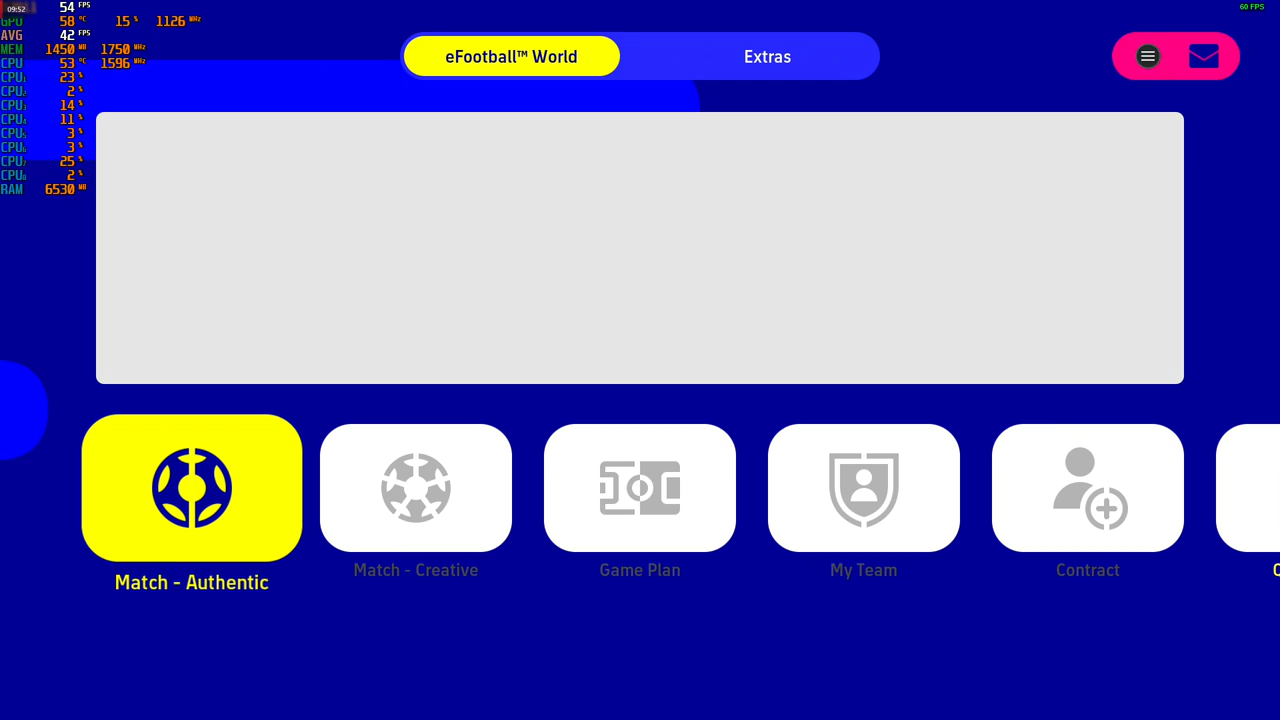 09:52
54 FPS
60 FPS
GPU 58 °C 15 % 1126 MHz
AVG 42 FPS
MEM 1450 MB 1750 MHz
CPU 53 °C 1596 MHz
CPU1 23 %
CPU2 2 %
CPU3 14 %
CPU4 11 %
CPU5 3 %
CPU6 3 %
CPU7 25 %
CPU8 2 %
RAM 6530 MB
eFootball™ World
Extras
Match - Authentic
Match - Creative
Game Plan
My Team
Contract